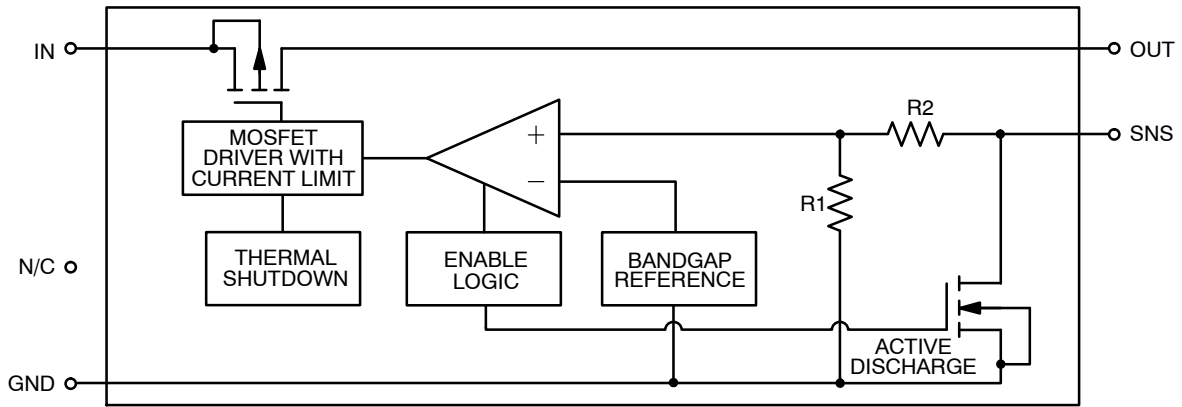 IN
OUT
R2
SNS
+
MOSFET
DRIVER WITH
CURRENT LIMIT
−
R1
THERMAL
SHUTDOWN
ENABLE
LOGIC
BANDGAP
REFERENCE
N/C
ACTIVE
DISCHARGE
GND